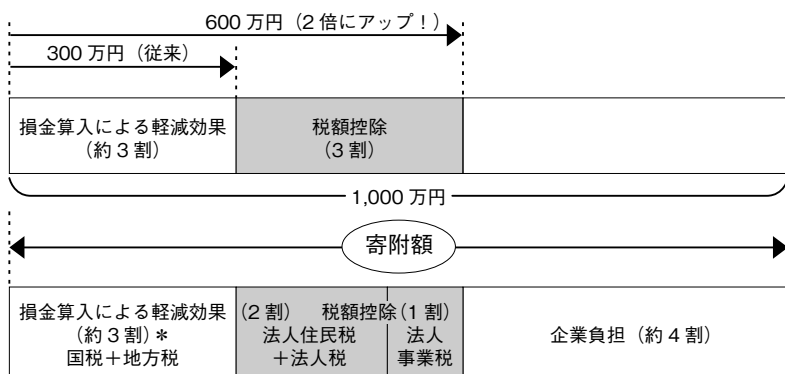 600 万円（2 倍にアップ！）
300 万円（従来）
損金算入による軽減効果
（約 3 割）
税額控除
（3 割）
1,000 万円
寄附額
損金算入による軽減効果
（約 3 割）＊
国税＋地方税
（2 割）　税額控除（1 割）
法人住民税
＋法人税
法人
事業税
企業負担（約 4 割）